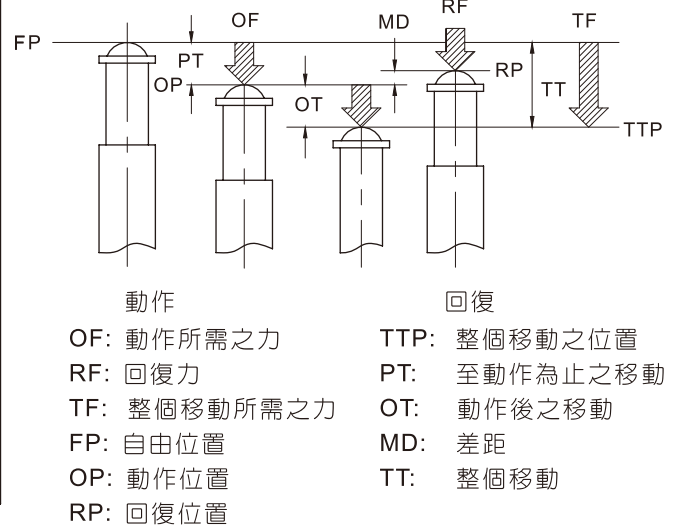 OF MD RF TF
FP PT RP
OP OT TT
TTP
動作 回復
OF: 動作所需之力 TTP: 整個移動之位置
RF: 回復力 PT: 至動作為止之移動
TF: 整個移動所需之力 OT: 動作後之移動
FP: 自由位置 MD: 差距
OP: 動作位置 TT: 整個移動
RP: 回復位置